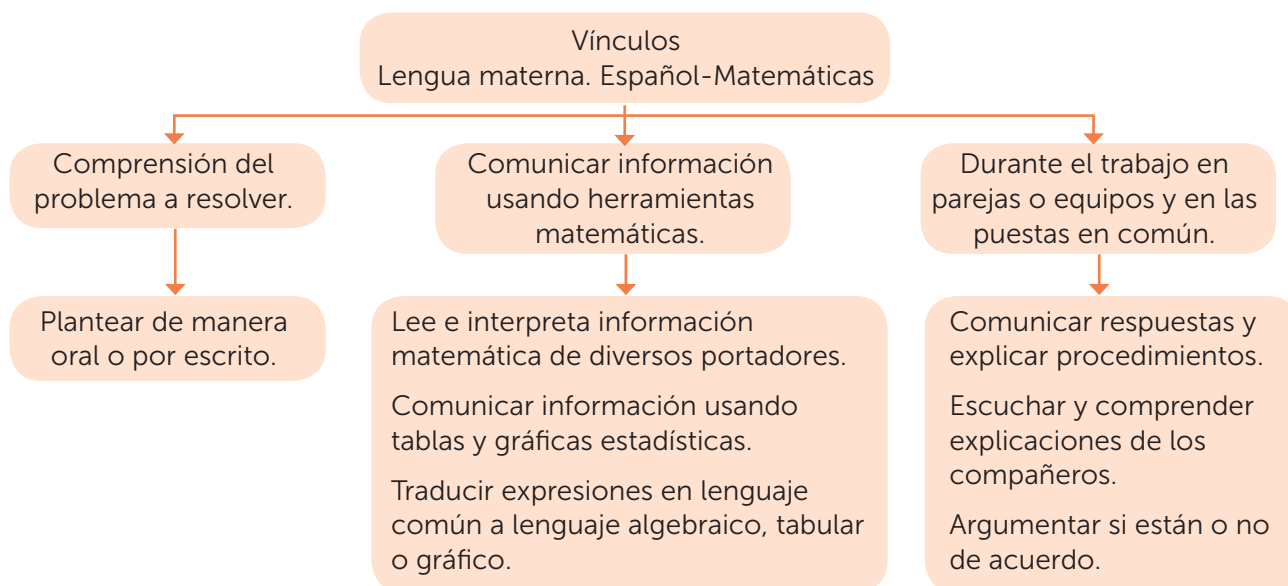 Vínculos
Lengua materna. Español-Matemáticas
Comprensión del
problema a resolver.
Plantear de manera
oral o por escrito.
Comunicar información
usando herramientas
matemáticas.
Lee e interpreta información
matemática de diversos portadores.
Comunicar información usando
tablas y gráficas estadísticas.
Traducir expresiones en lenguaje
común a lenguaje algebraico, tabular
o gráfico.
Durante el trabajo en
parejas o equipos y en las
puestas en común.
Comunicar respuestas y
explicar procedimientos.
Escuchar y comprender
explicaciones de los
compañeros.
Argumentar si están o no
de acuerdo.